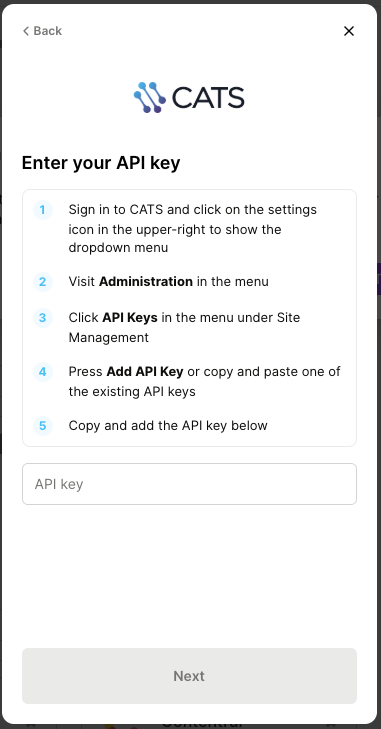 Back
CATS
Enter your API key
1 Sign in to CATS and click on the settings
icon in the upper-right to show the
dropdown menu
2 Visit Administration in the menu
3 Click API Keys in the menu under Site
Management
4 Press Add API Key or copy and paste one of
the existing API keys
5 Copy and add the API key below
API key
Next